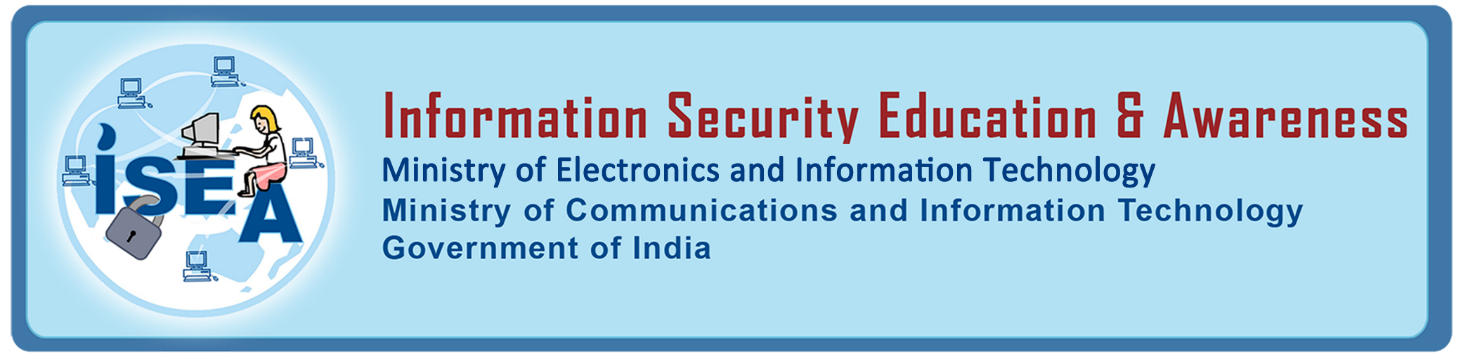 iSEA
Information Security Education & Awareness
Ministry of Electronics and Information Technology
Ministry of Communications and Information Technology
Government of India